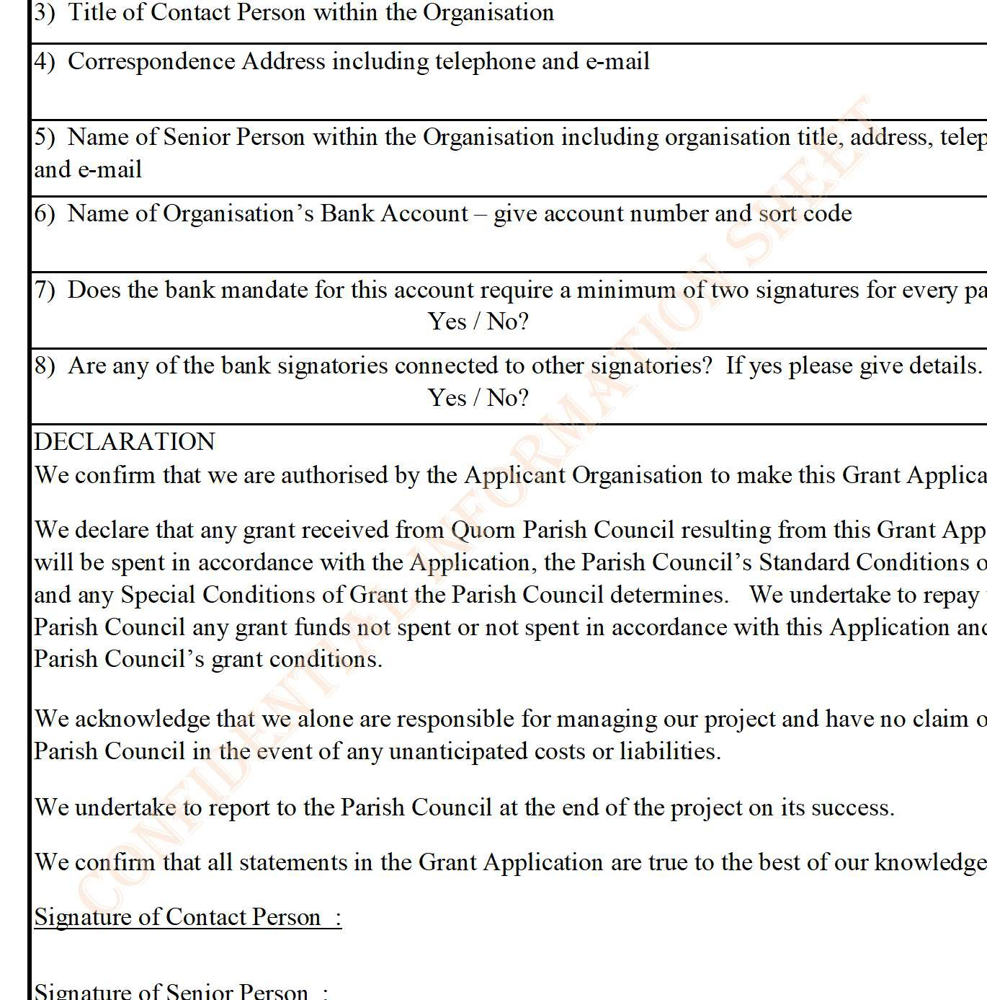 3) Title of Contact Person within the Organisation
4) Correspondence Address including telephone and e-mail
5) Name of Senior Person within the Organisation including organisation title, address,
and e-mail
6) Name of Organisation’s Bank Account – give account number and sort code
7) Does the bank mandate for this account require a minimum of two signatures for every
Yes / No?
8) Are any of the bank signatories connected to other signatories? If yes please give details.
Yes / No?
DECLARATION
We confirm that we are authorised by the Applicant Organisation to make this Grant
We declare that any grant received from Quorn Parish Council resulting from this Grant
will be spent in accordance with the Application, the Parish Council’s Standard Conditions
and any Special Conditions of Grant the Parish Council determines. We undertake to repay
Parish Council any grant funds not spent or not spent in accordance with this Application
Parish Council’s grant conditions.
We acknowledge that we alone are responsible for managing our project and have no claim
Parish Council in the event of any unanticipated costs or liabilities.
We undertake to report to the Parish Council at the end of the project on its success.
We confirm that all statements in the Grant Application are true to the best of our knowledge
Signature of Contact Person :
Signature of Senior Person :
CONFIDENTIAL INFORMATION SHEET